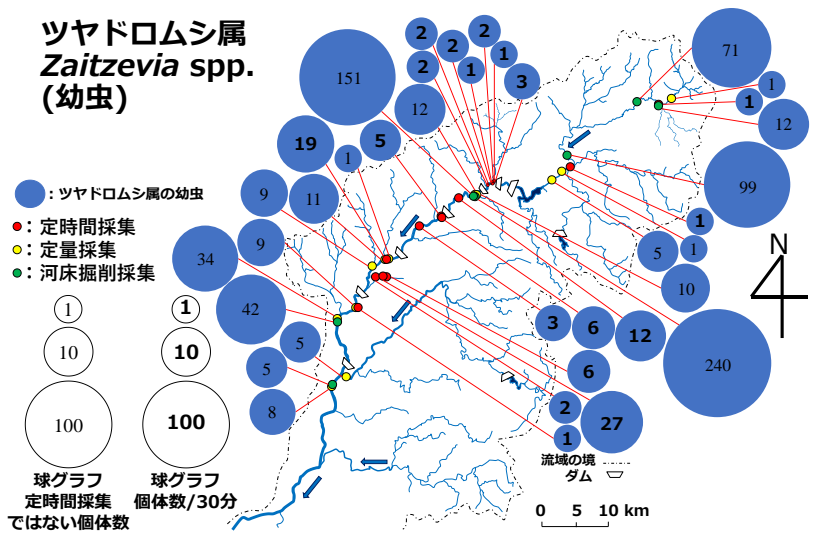 ツヤドロムシ属
Zaitzevia spp.
(幼虫)
: ツヤドロムシ属の幼虫
: 定時間採集
: 定量採集
: 河床掘削採集
1
10
100
球グラフ
定時間採集
ではない個体数
1
10
100
球グラフ
個体数/30分
151
2
2
2
2
1
1
3
12
5
1
19
11
9
9
34
42
5
5
8
71
1
1
12
99
1
1
5
10
240
12
6
3
6
27
2
1
N
流域の境
ダム
0 5 10 km